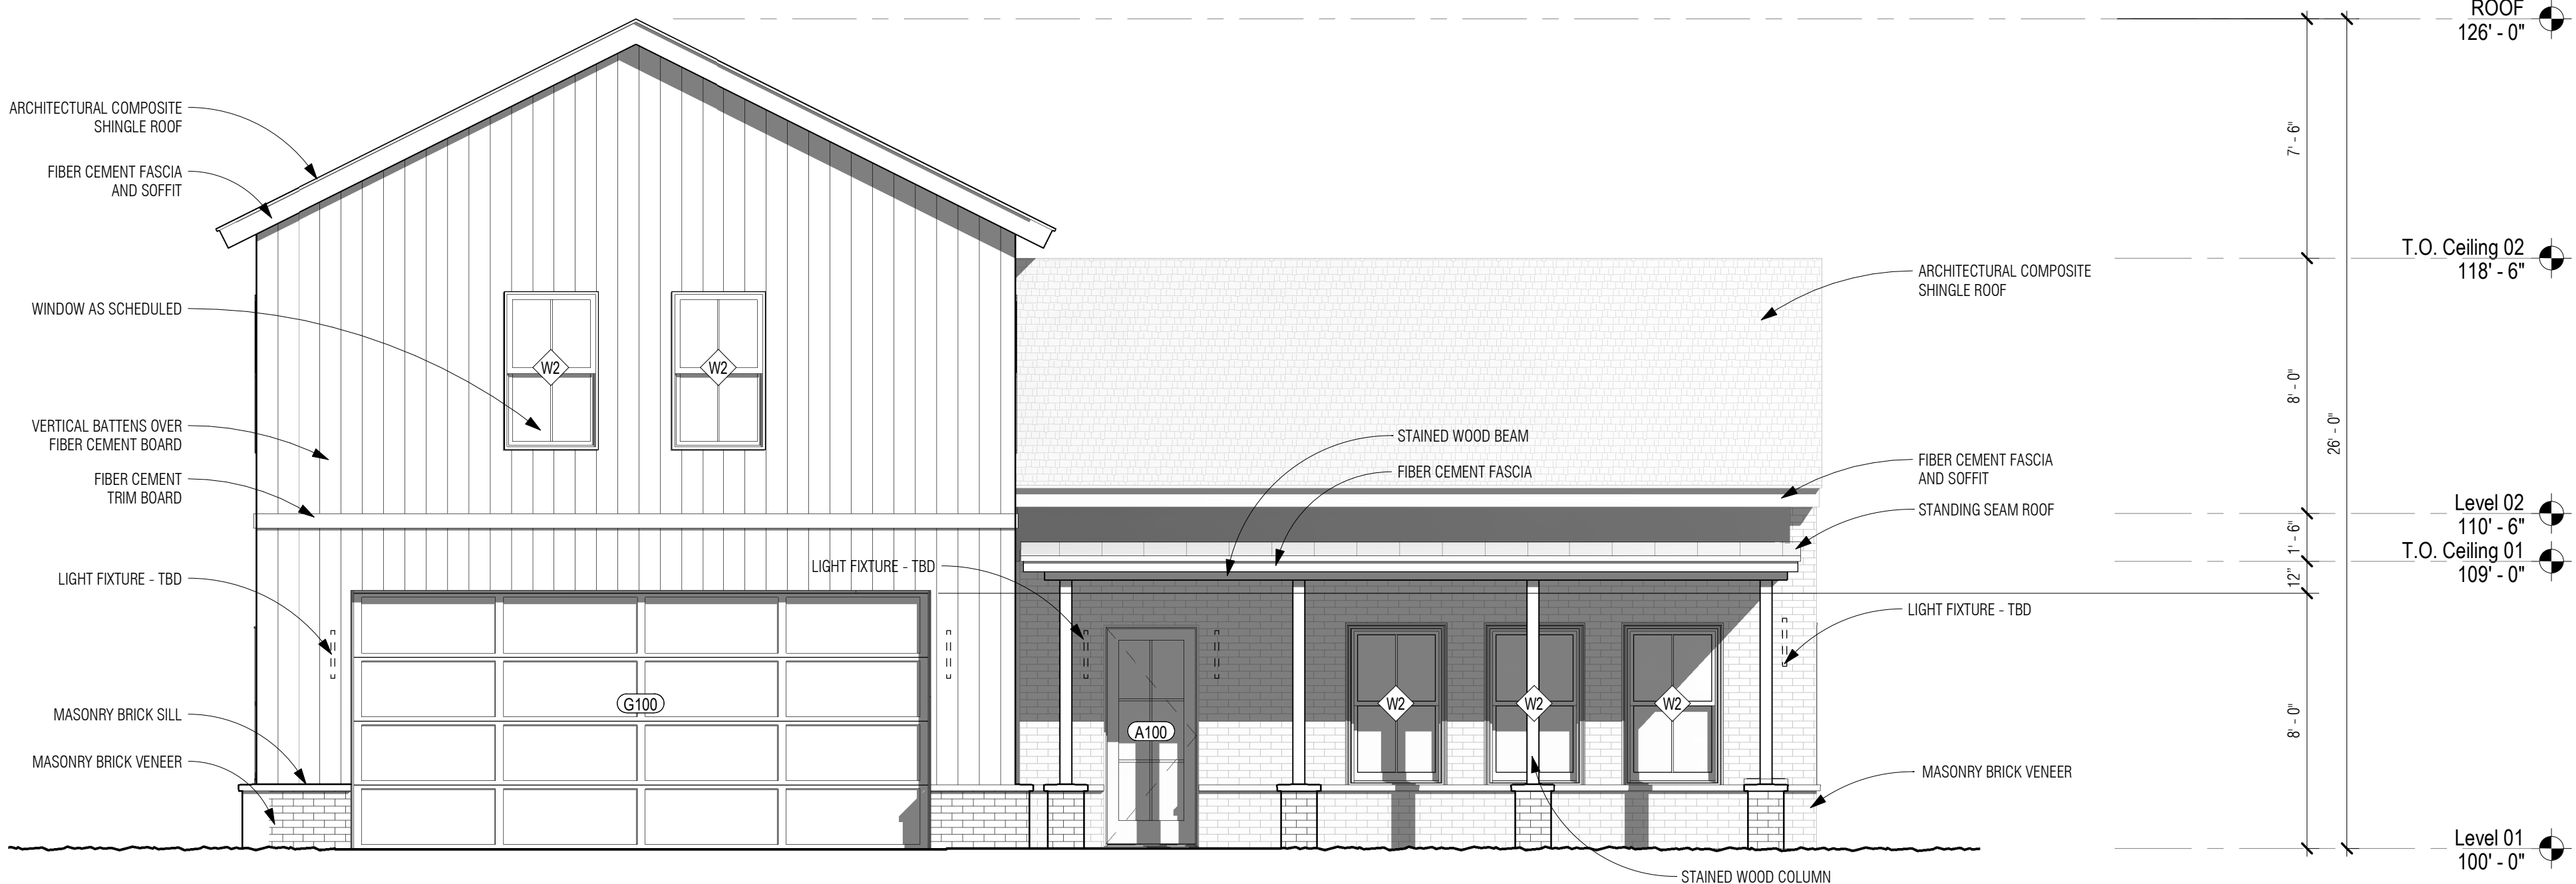 ROOF
126' - 0"
ARCHITECTURAL COMPOSITE
SHINGLE ROOF
7' - 6"
FIBER CEMENT FASCIA
AND SOFFIT
T.O. Ceiling 02
118' - 6"
ARCHITECTURAL COMPOSITE
SHINGLE ROOF
WINDOW AS SCHEDULED
W2
W2
8' - 0"
VERTICAL BATTENS OVER
FIBER CEMENT BOARD
STAINED WOOD BEAM
26' - 0"
FIBER CEMENT FASCIA
FIBER CEMENT FASCIA
AND SOFFIT
FIBER CEMENT
TRIM BOARD
STANDING SEAM ROOF
Level 02
110' - 6"
1' - 6"
T.O. Ceiling 01
109' - 0"
LIGHT FIXTURE - TBD
LIGHT FIXTURE - TBD
12"
LIGHT FIXTURE - TBD
G100
W2
W2
W2
MASONRY BRICK SILL
A100
8' - 0"
MASONRY BRICK VENEER
MASONRY BRICK VENEER
Level 01
100' - 0"
STAINED WOOD COLUMN